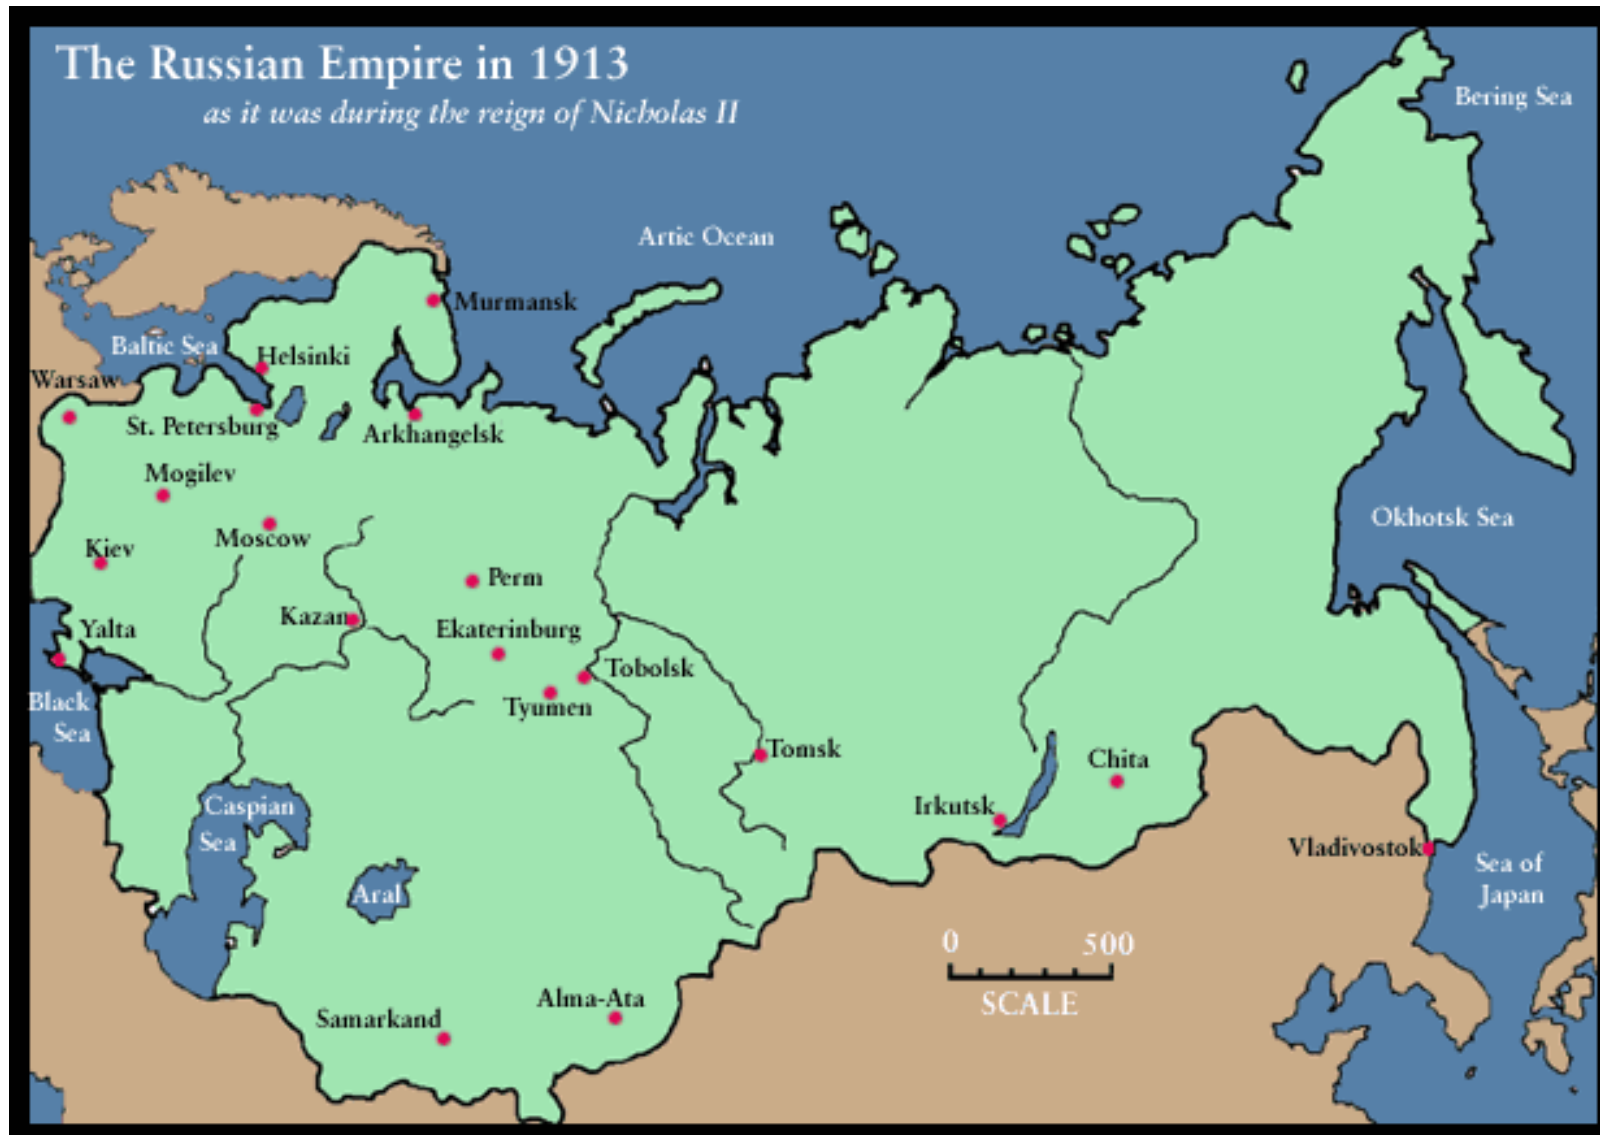 The Russian Empire in 1913
as it was during the reign of Nicholas II
Bering Sea
Artic Ocean
Murmansk
Baltic Sea
Helsinki
Warsaw
St. Petersburg
Arkhangelsk
Mogilev
Okhotsk Sea
Moscow
Kiev
Perm
Kazan
Yalta
Ekaterinburg
Tobolsk
Black
Sea
Tyumen
Tomsk
Chita
Caspian
Sea
Irkutsk
Vladivostok
Sea of
Japan
Aral
0 500
SCALE
Alma-Ata
Samarkand